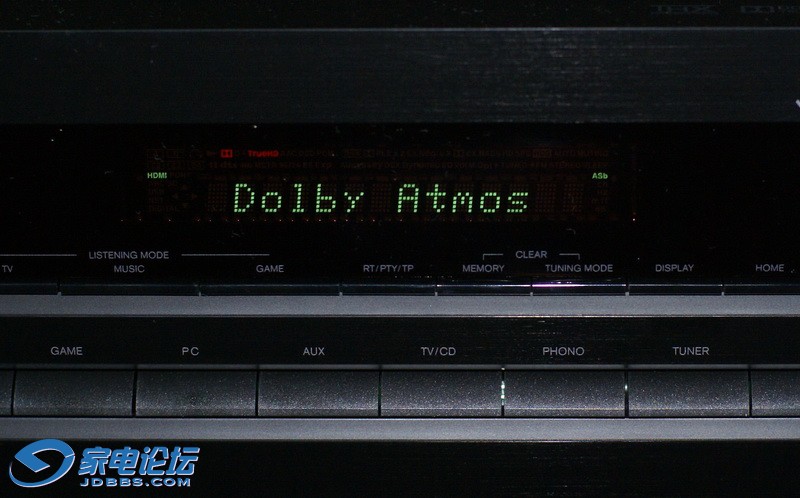 TrueHD
HDMI
ASb
Dolby Atmos
LISTENING MODE
CLEAR
TV
MUSIC
GAME
RT/PTY/TP
MEMORY
TUNING MODE
DISPLAY
HOME
GAME
PC
AUX
TV/CD
PHONO
TUNER
家电论坛
JDBBS.COM